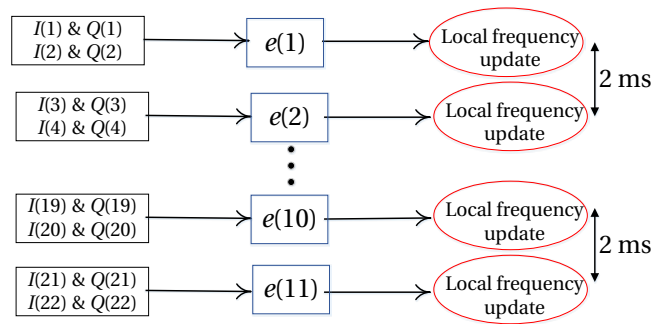 I(1) & Q(1)
I(2) & Q(2)
e(1)
Local frequency
update
2 ms
I(3) & Q(3)
I(4) & Q(4)
e(2)
Local frequency
update
I(19) & Q(19)
I(20) & Q(20)
e(10)
Local frequency
update
2 ms
I(21) & Q(21)
I(22) & Q(22)
e(11)
Local frequency
update